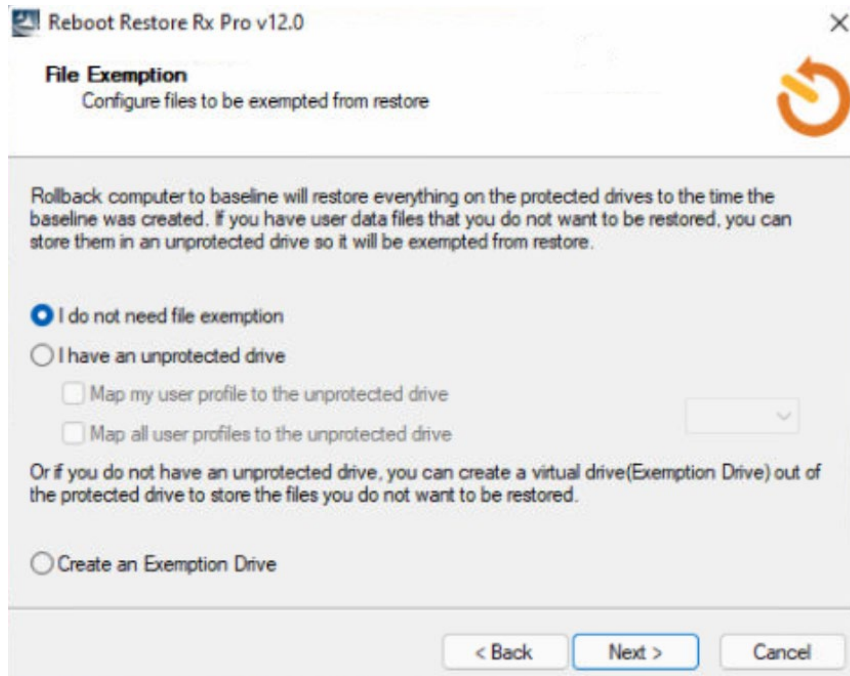 Reboot Restore Rx Pro v12.0
File Exemption
Configure files to be exempted from restore
Rollback computer to baseline will restore everything on the protected drives to the time the
baseline was created. If you have user data files that you do not want to be restored, you can
store them in an unprotected drive so it will be exempted from restore.
I do not need file exemption
I have an unprotected drive
Map my user profile to the unprotected drive
Map all user profiles to the unprotected drive
Or if you do not have an unprotected drive, you can create a virtual drive(Exemption Drive) out of
the protected drive to store the files you do not want to be restored.
Create an Exemption Drive
< Back Next > Cancel